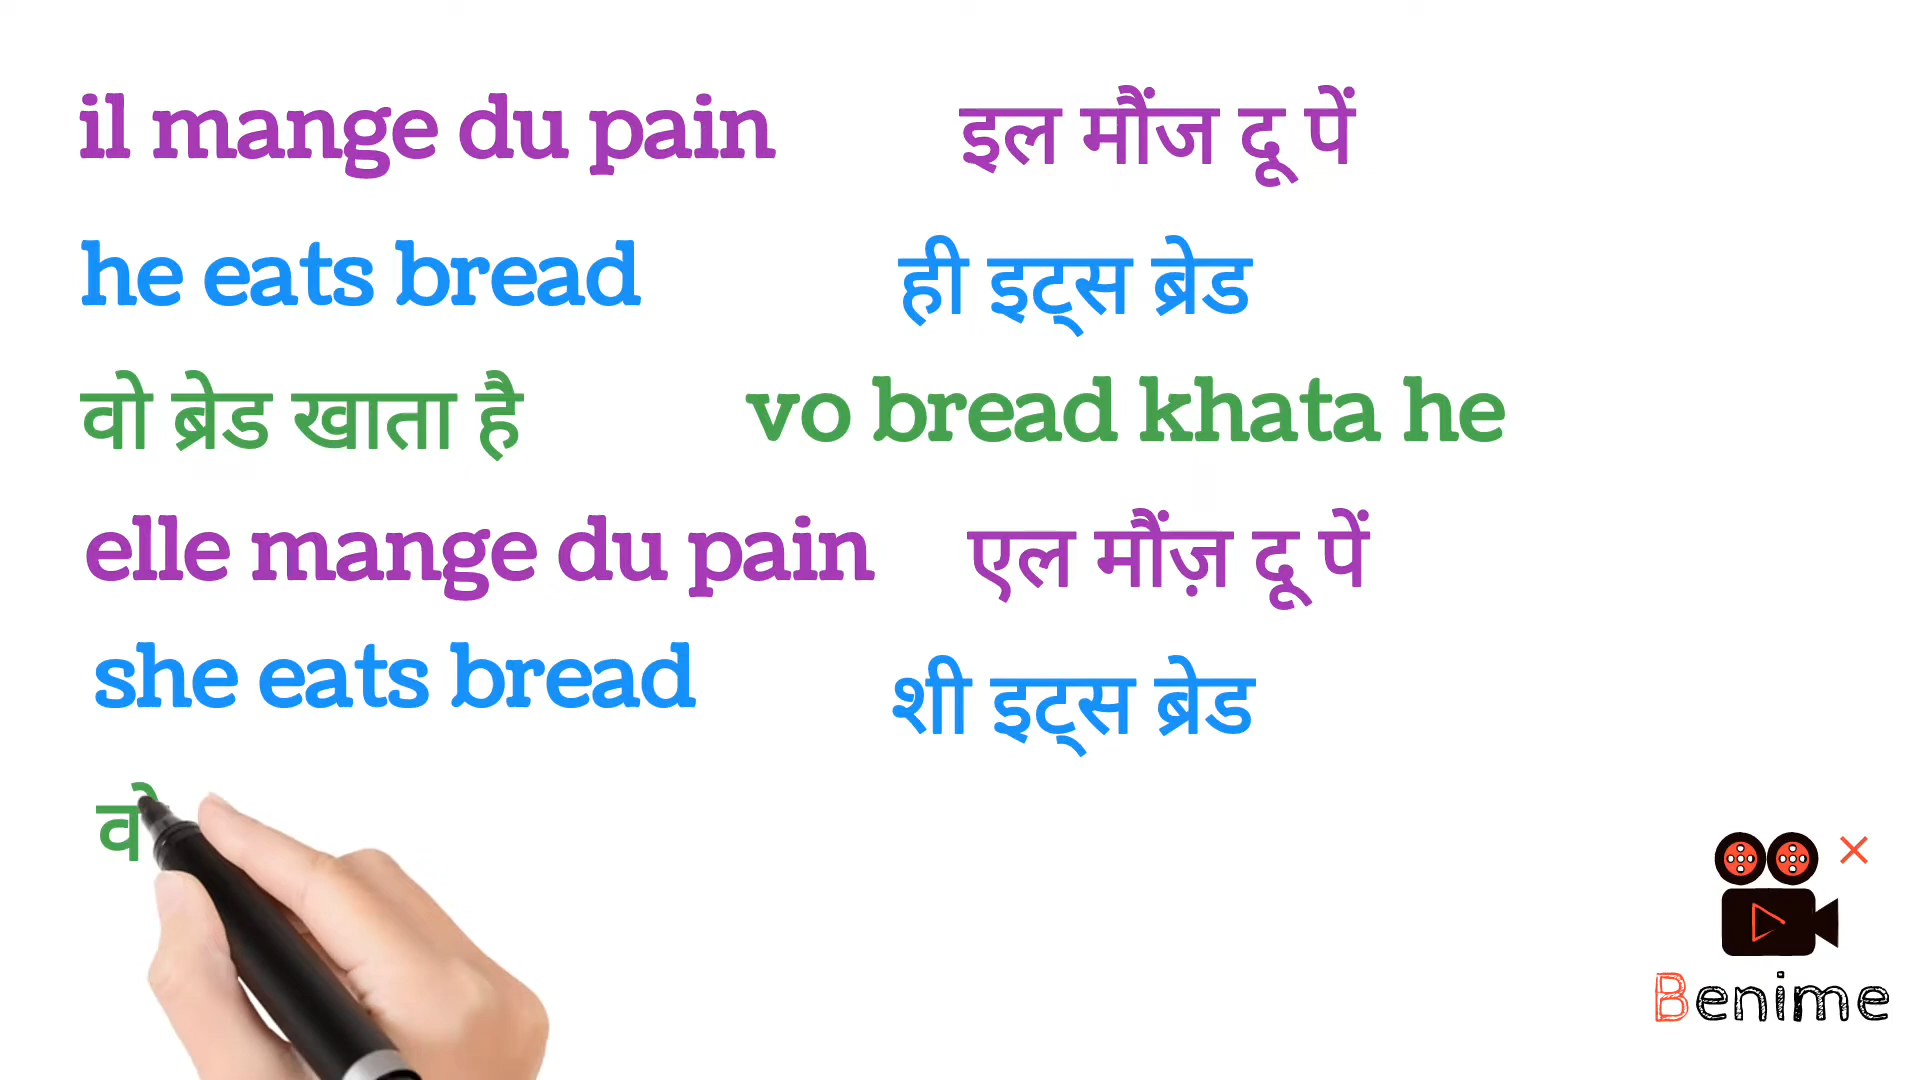 il mange du pain इल मौंज दू पें
he eats bread ही इट्स ब्रेड
वो ब्रेड खाता है vo bread khata he
elle mange du pain एल मौंज़ दू पें
she eats bread शी इट्स ब्रेड
वो
Benime